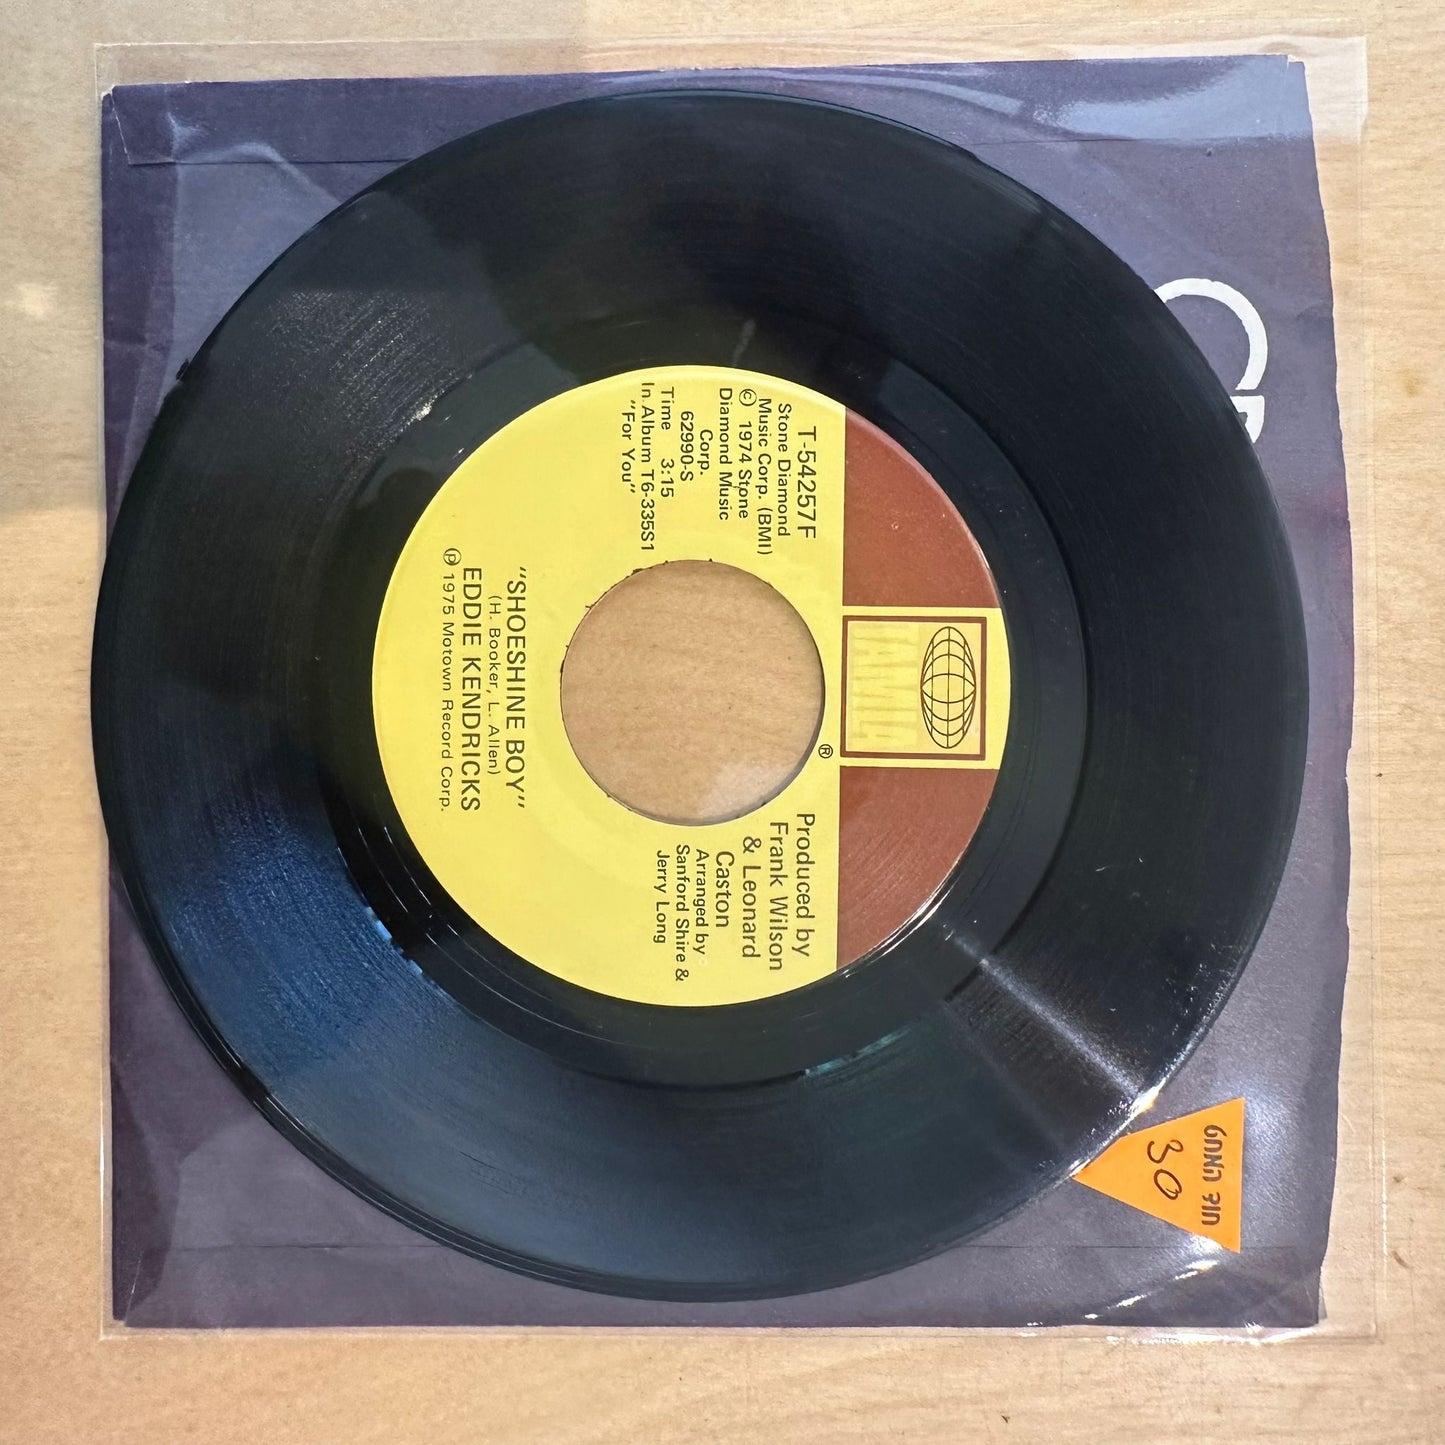 TAMLA
®
T-54257F
Stone Diamond
Music Corp. (BMI)
© 1974 Stone
Diamond Music
Corp.
62990-S
Time 3:15
In Album T6-335S1
"For You"
Produced by
Frank Wilson
& Leonard
Caston
Arranged by
Sanford Shire &
Jerry Long
"SHOESHINE BOY"
(H. Booker, L. Allen)
EDDIE KENDRICKS
℗ 1975 Motown Record Corp.
30